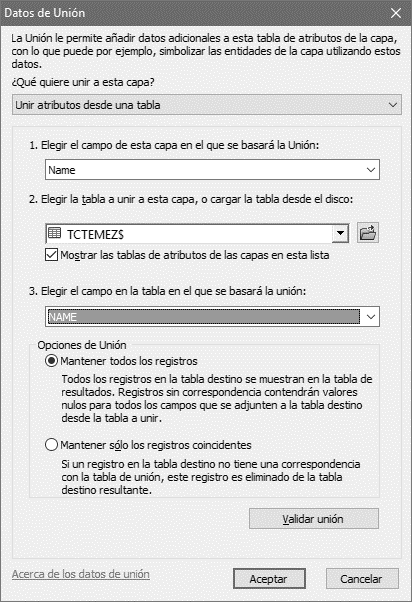 Datos de Unión
La Unión le permite añadir datos adicionales a esta tabla de atributos de la capa,
con lo que puede por ejemplo, simbolizar las entidades de la capa utilizando estos
datos.
¿Qué quiere unir a esta capa?
Unir atributos desde una tabla
1. Elegir el campo de esta capa en el que se basará la Unión:
Name
2. Elegir la tabla a unir a esta capa, o cargar la tabla desde el disco:
TCTEMEZ$
Mostrar las tablas de atributos de las capas en esta lista
3. Elegir el campo en la tabla en el que se basará la unión:
NAME
Opciones de Unión
Mantener todos los registros
Todos los registros en la tabla destino se muestran en la tabla de
resultados. Registros sin correspondencia contendrán valores
nulos para todos los campos que se adjunten a la tabla destino
desde la tabla a unir.
Mantener sólo los registros coincidentes
Si un registro en la tabla destino no tiene una correspondencia
con la tabla de unión, este registro es eliminado de la tabla
destino resultante.
Validar unión
Acerca de los datos de unión
Aceptar
Cancelar